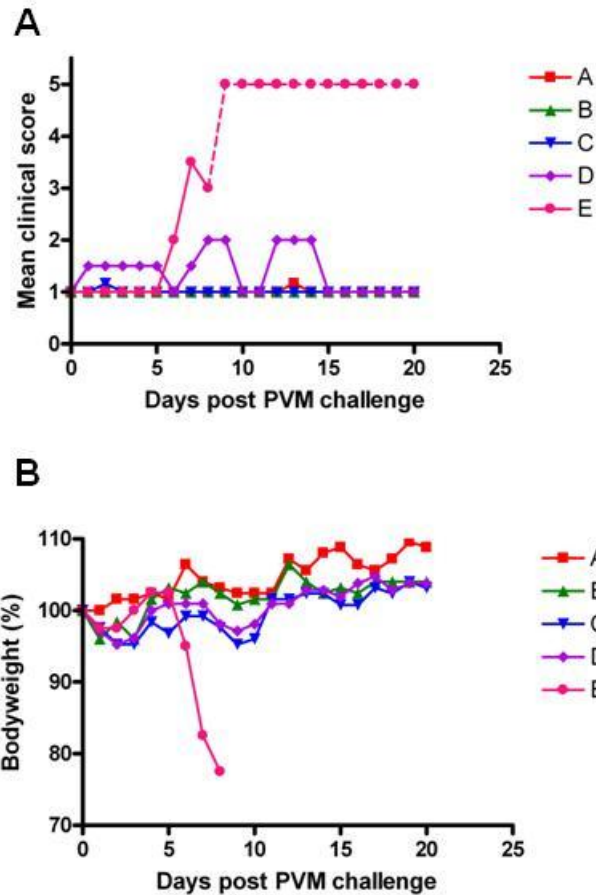 A
Mean clinical score
5
4
3
2
1
0
0 5 10 15 20 25
Days post PVM challenge
A
B
C
D
E
B
Bodyweight (%)
110
100
90
80
70
0 5 10 15 20 25
Days post PVM challenge
A